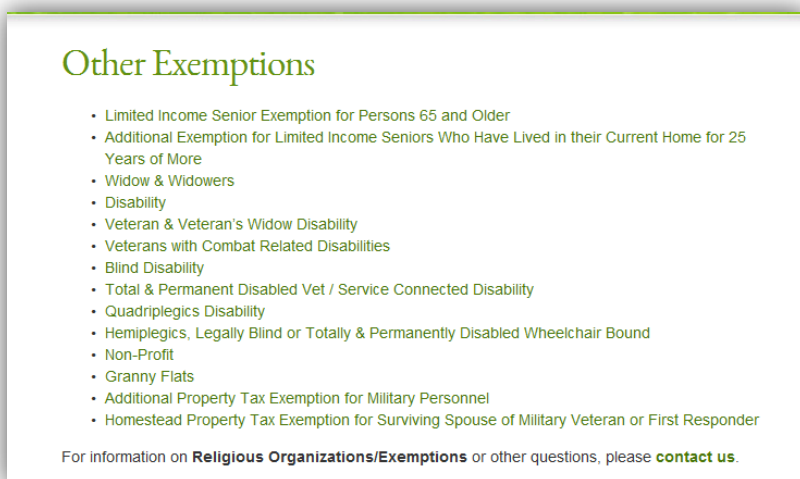 Other Exemptions
• Limited Income Senior Exemption for Persons 65 and Older
• Additional Exemption for Limited Income Seniors Who Have Lived in their Current Home for 25
Years of More
• Widow & Widowers
• Disability
• Veteran & Veteran's Widow Disability
• Veterans with Combat Related Disabilities
• Blind Disability
• Total & Permanent Disabled Vet / Service Connected Disability
• Quadriplegics Disability
• Hemiplegics, Legally Blind or Totally & Permanently Disabled Wheelchair Bound
• Non-Profit
• Granny Flats
• Additional Property Tax Exemption for Military Personnel
• Homestead Property Tax Exemption for Surviving Spouse of Military Veteran or First Responder
For information on Religious Organizations/Exemptions or other questions, please contact us.